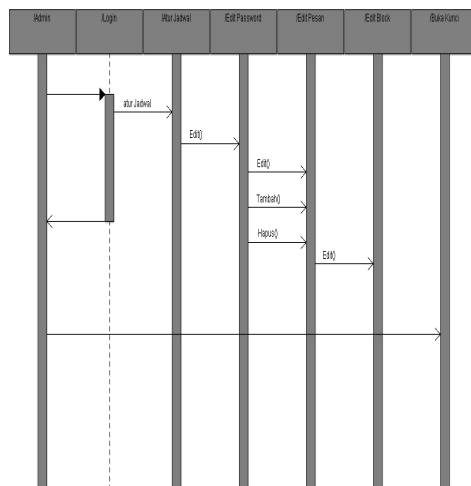 /Admin
/Login
/Atur Jadwal
/Edit Password
/Edit Pesan
/Edit Block
/Buka Kunci
atur Jadwal
Edit()
Edit()
Tambah()
Hapus()
Edit()